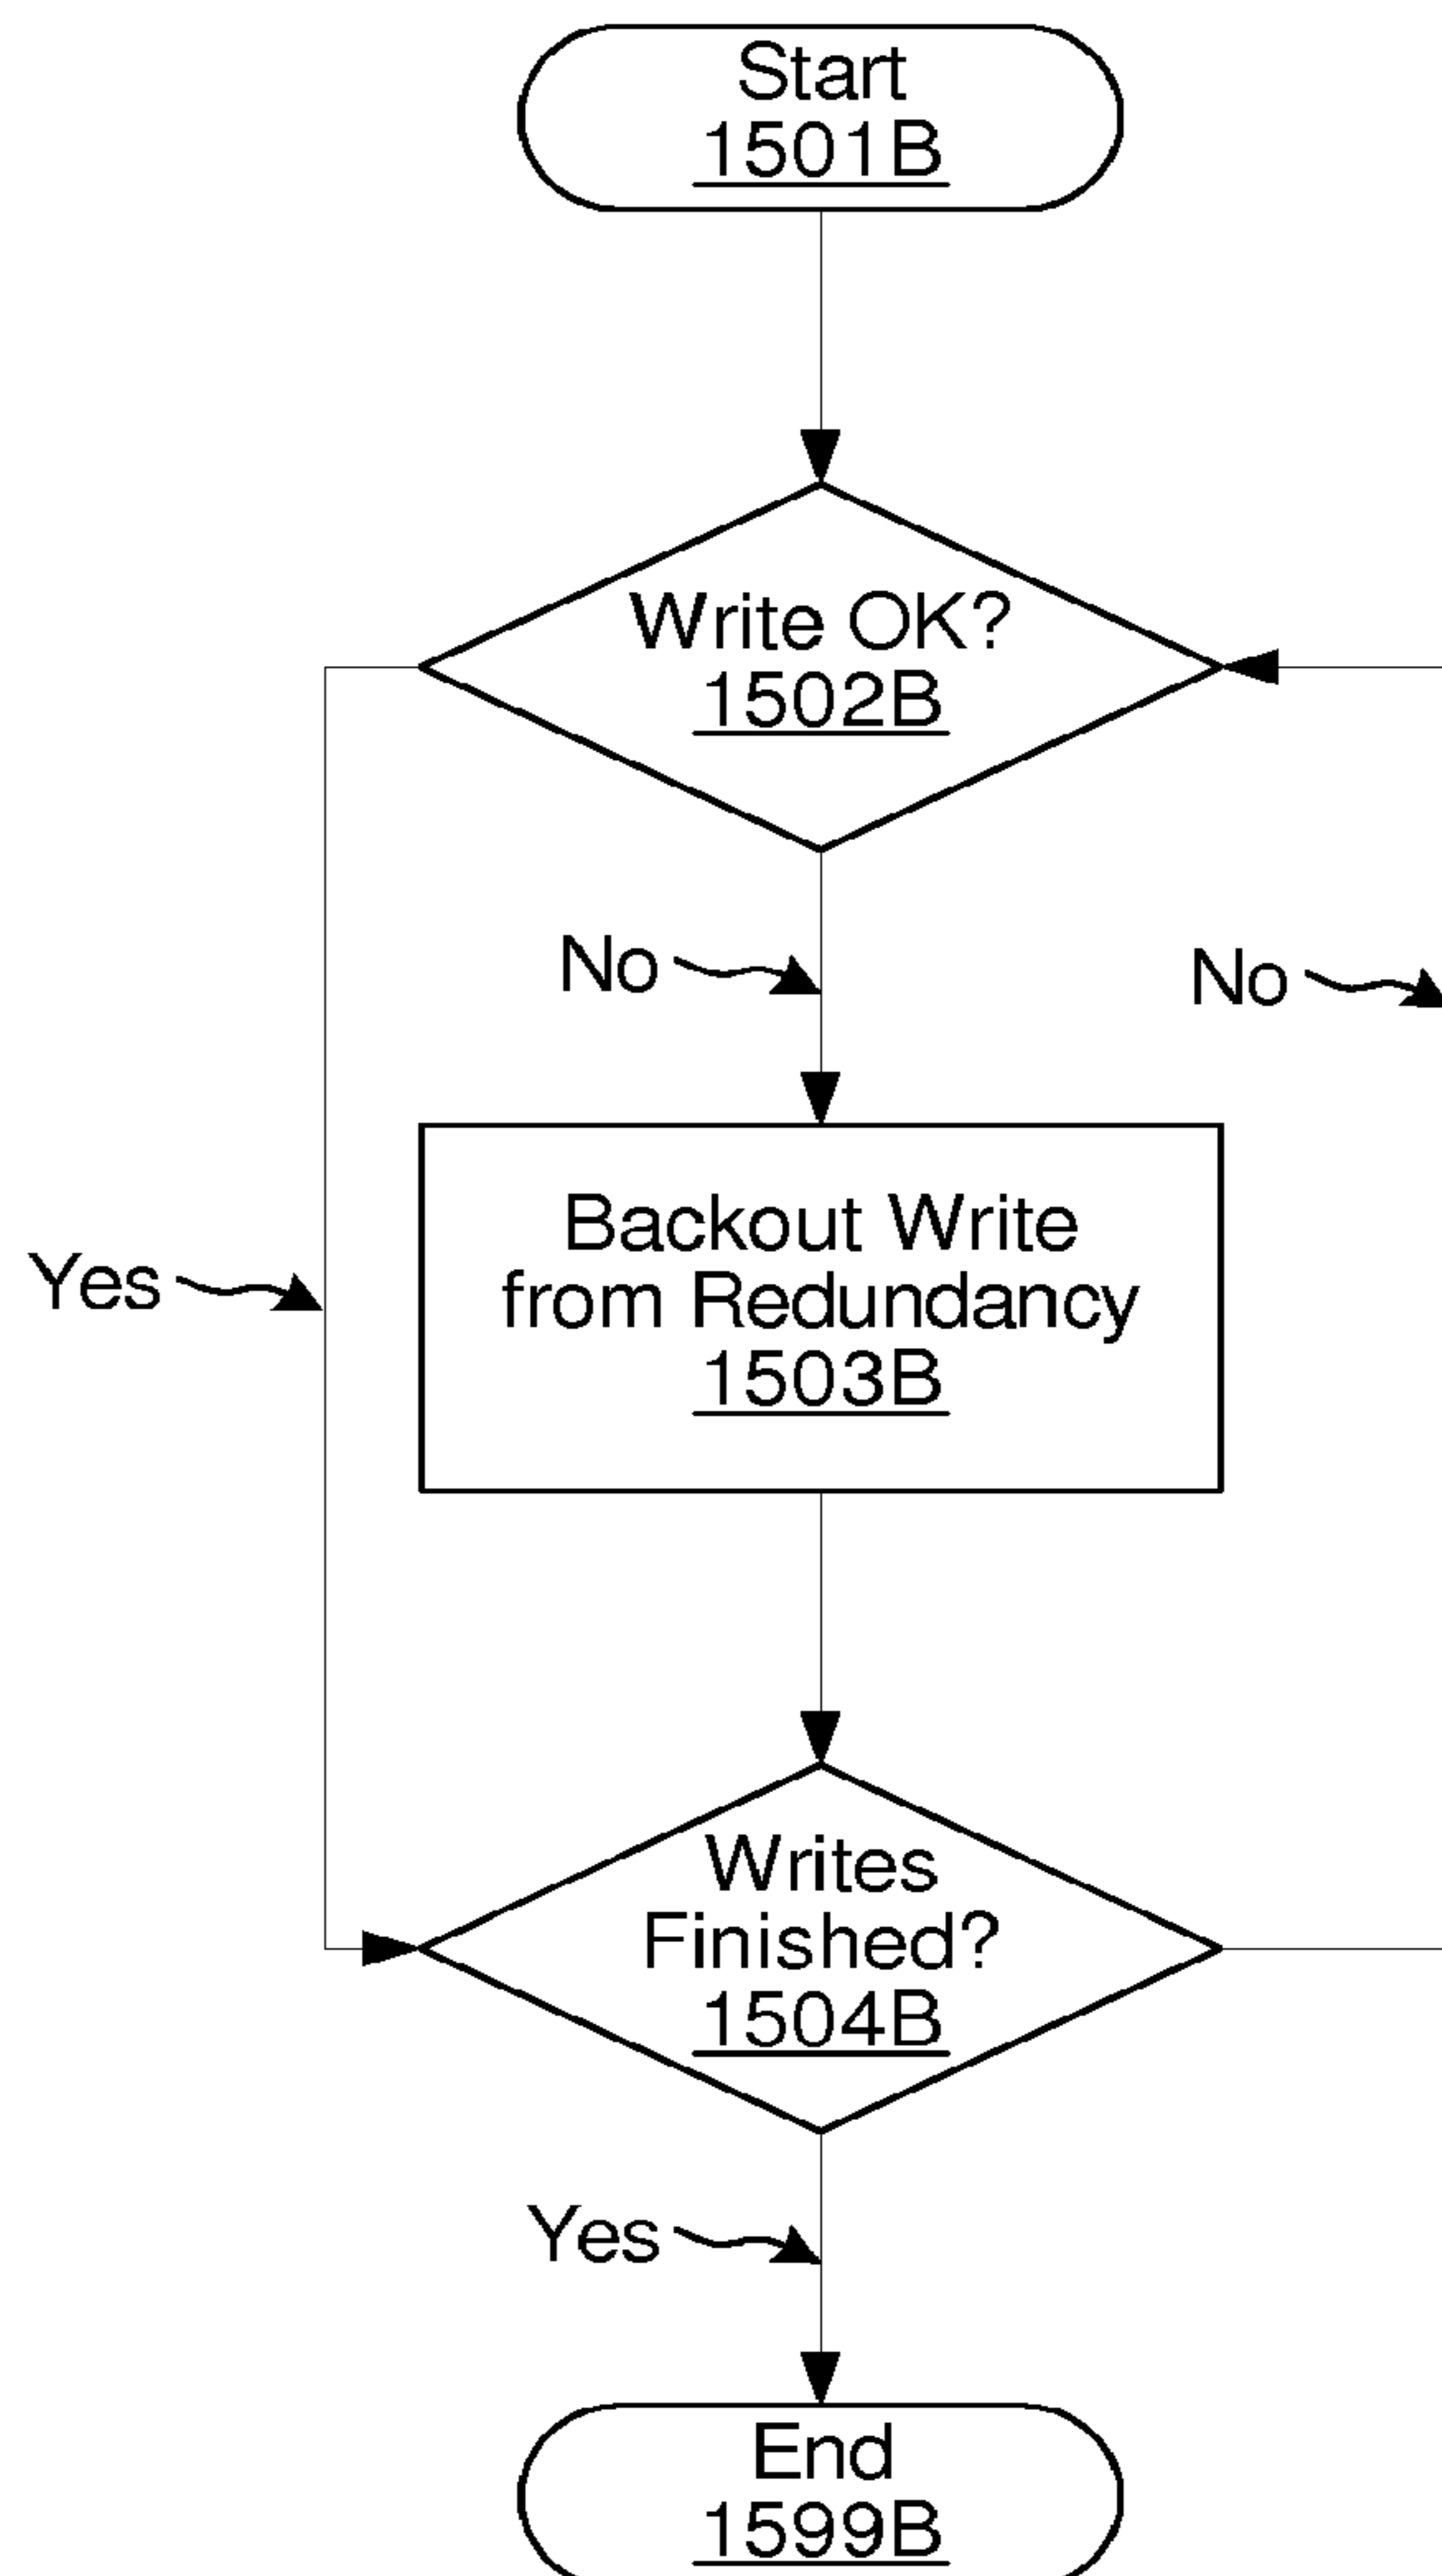 Start
1501B
Write OK?
1502B
No
No
Backout Write
from Redundancy
1503B
Yes
Writes
Finished?
1504B
Yes
End
1599B